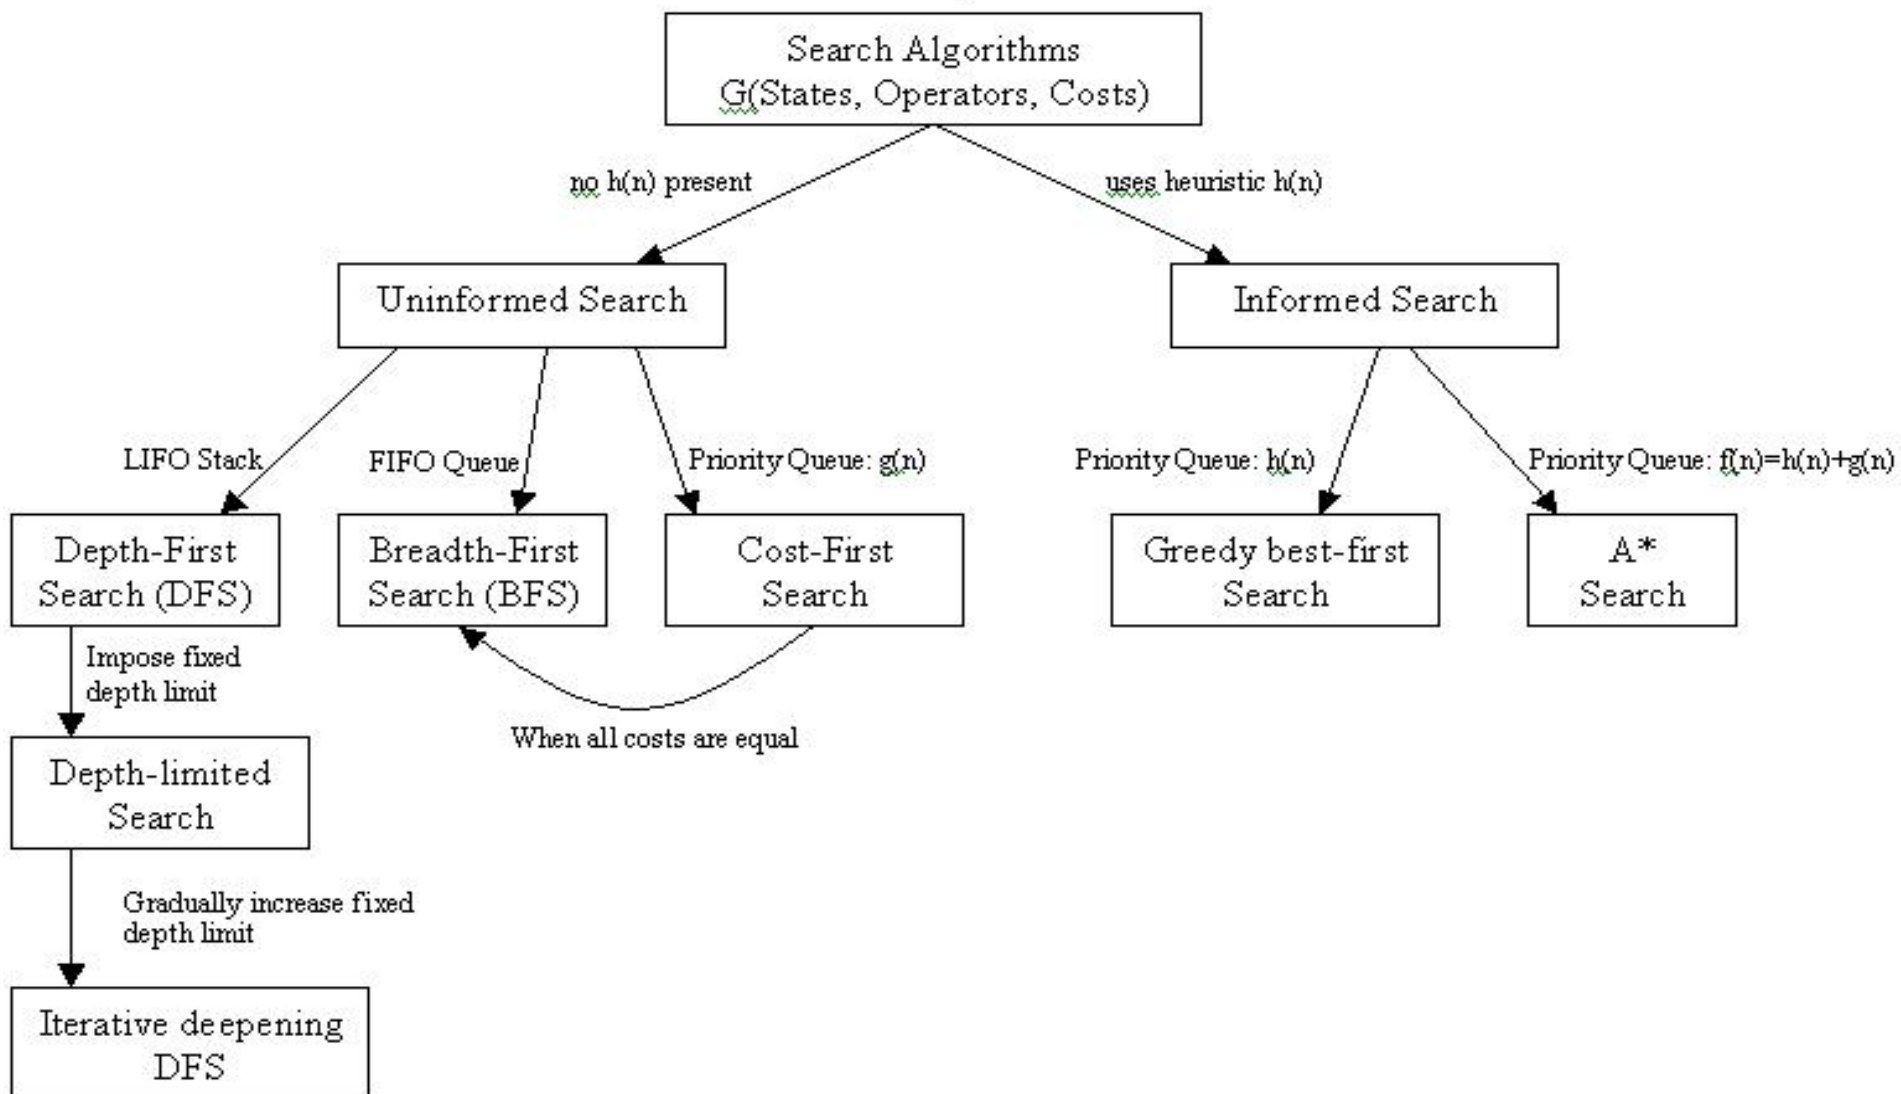 Search Algorithms
G(States, Operators, Costs)
no h(n) present
uses heuristic h(n)
Uninformed Search
Informed Search
LIFO Stack
FIFO Queue
Priority Queue: g(n)
Priority Queue: h(n)
Priority Queue: f(n)=h(n)+g(n)
Depth-First
Search (DFS)
Breadth-First
Search (BFS)
Cost-First
Search
Greedy best-first
Search
A*
Search
Impose fixed
depth limit
When all costs are equal
Depth-limited
Search
Gradually increase fixed
depth limit
Iterative deepening
DFS